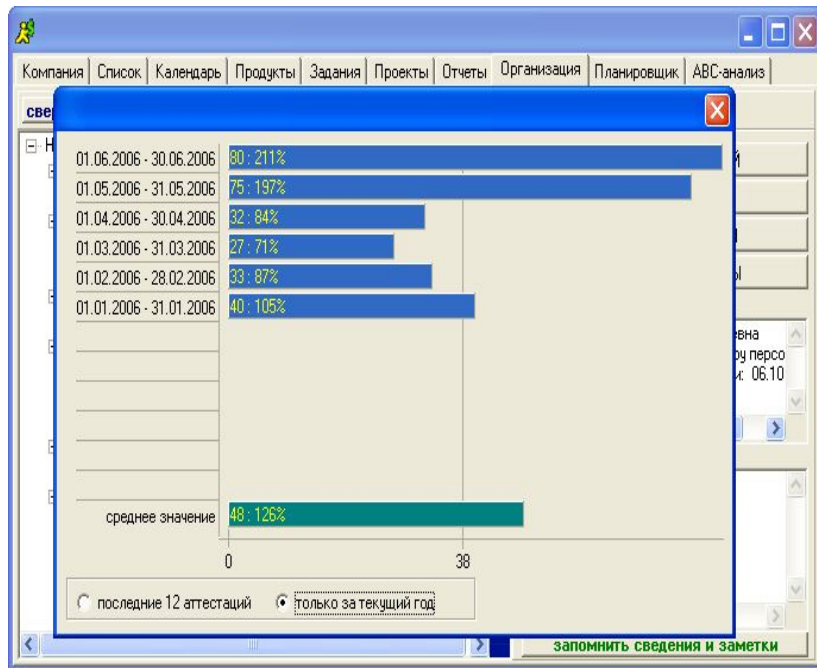 Компания Список Календарь Продукты Задания Проекты Отчеты Организация Планировщик ABC-анализ
01.06.2006 - 30.06.2006 80 : 211%
01.05.2006 - 31.05.2006 75 : 197%
01.04.2006 - 30.04.2006 32 : 84%
01.03.2006 - 31.03.2006 27 : 71%
01.02.2006 - 28.02.2006 33 : 87%
01.01.2006 - 31.01.2006 40 : 105%
06.10
среднее значение 48 : 126%
0 38
последние 12 аттестаций только за текущий год
запомнить сведения и заметки